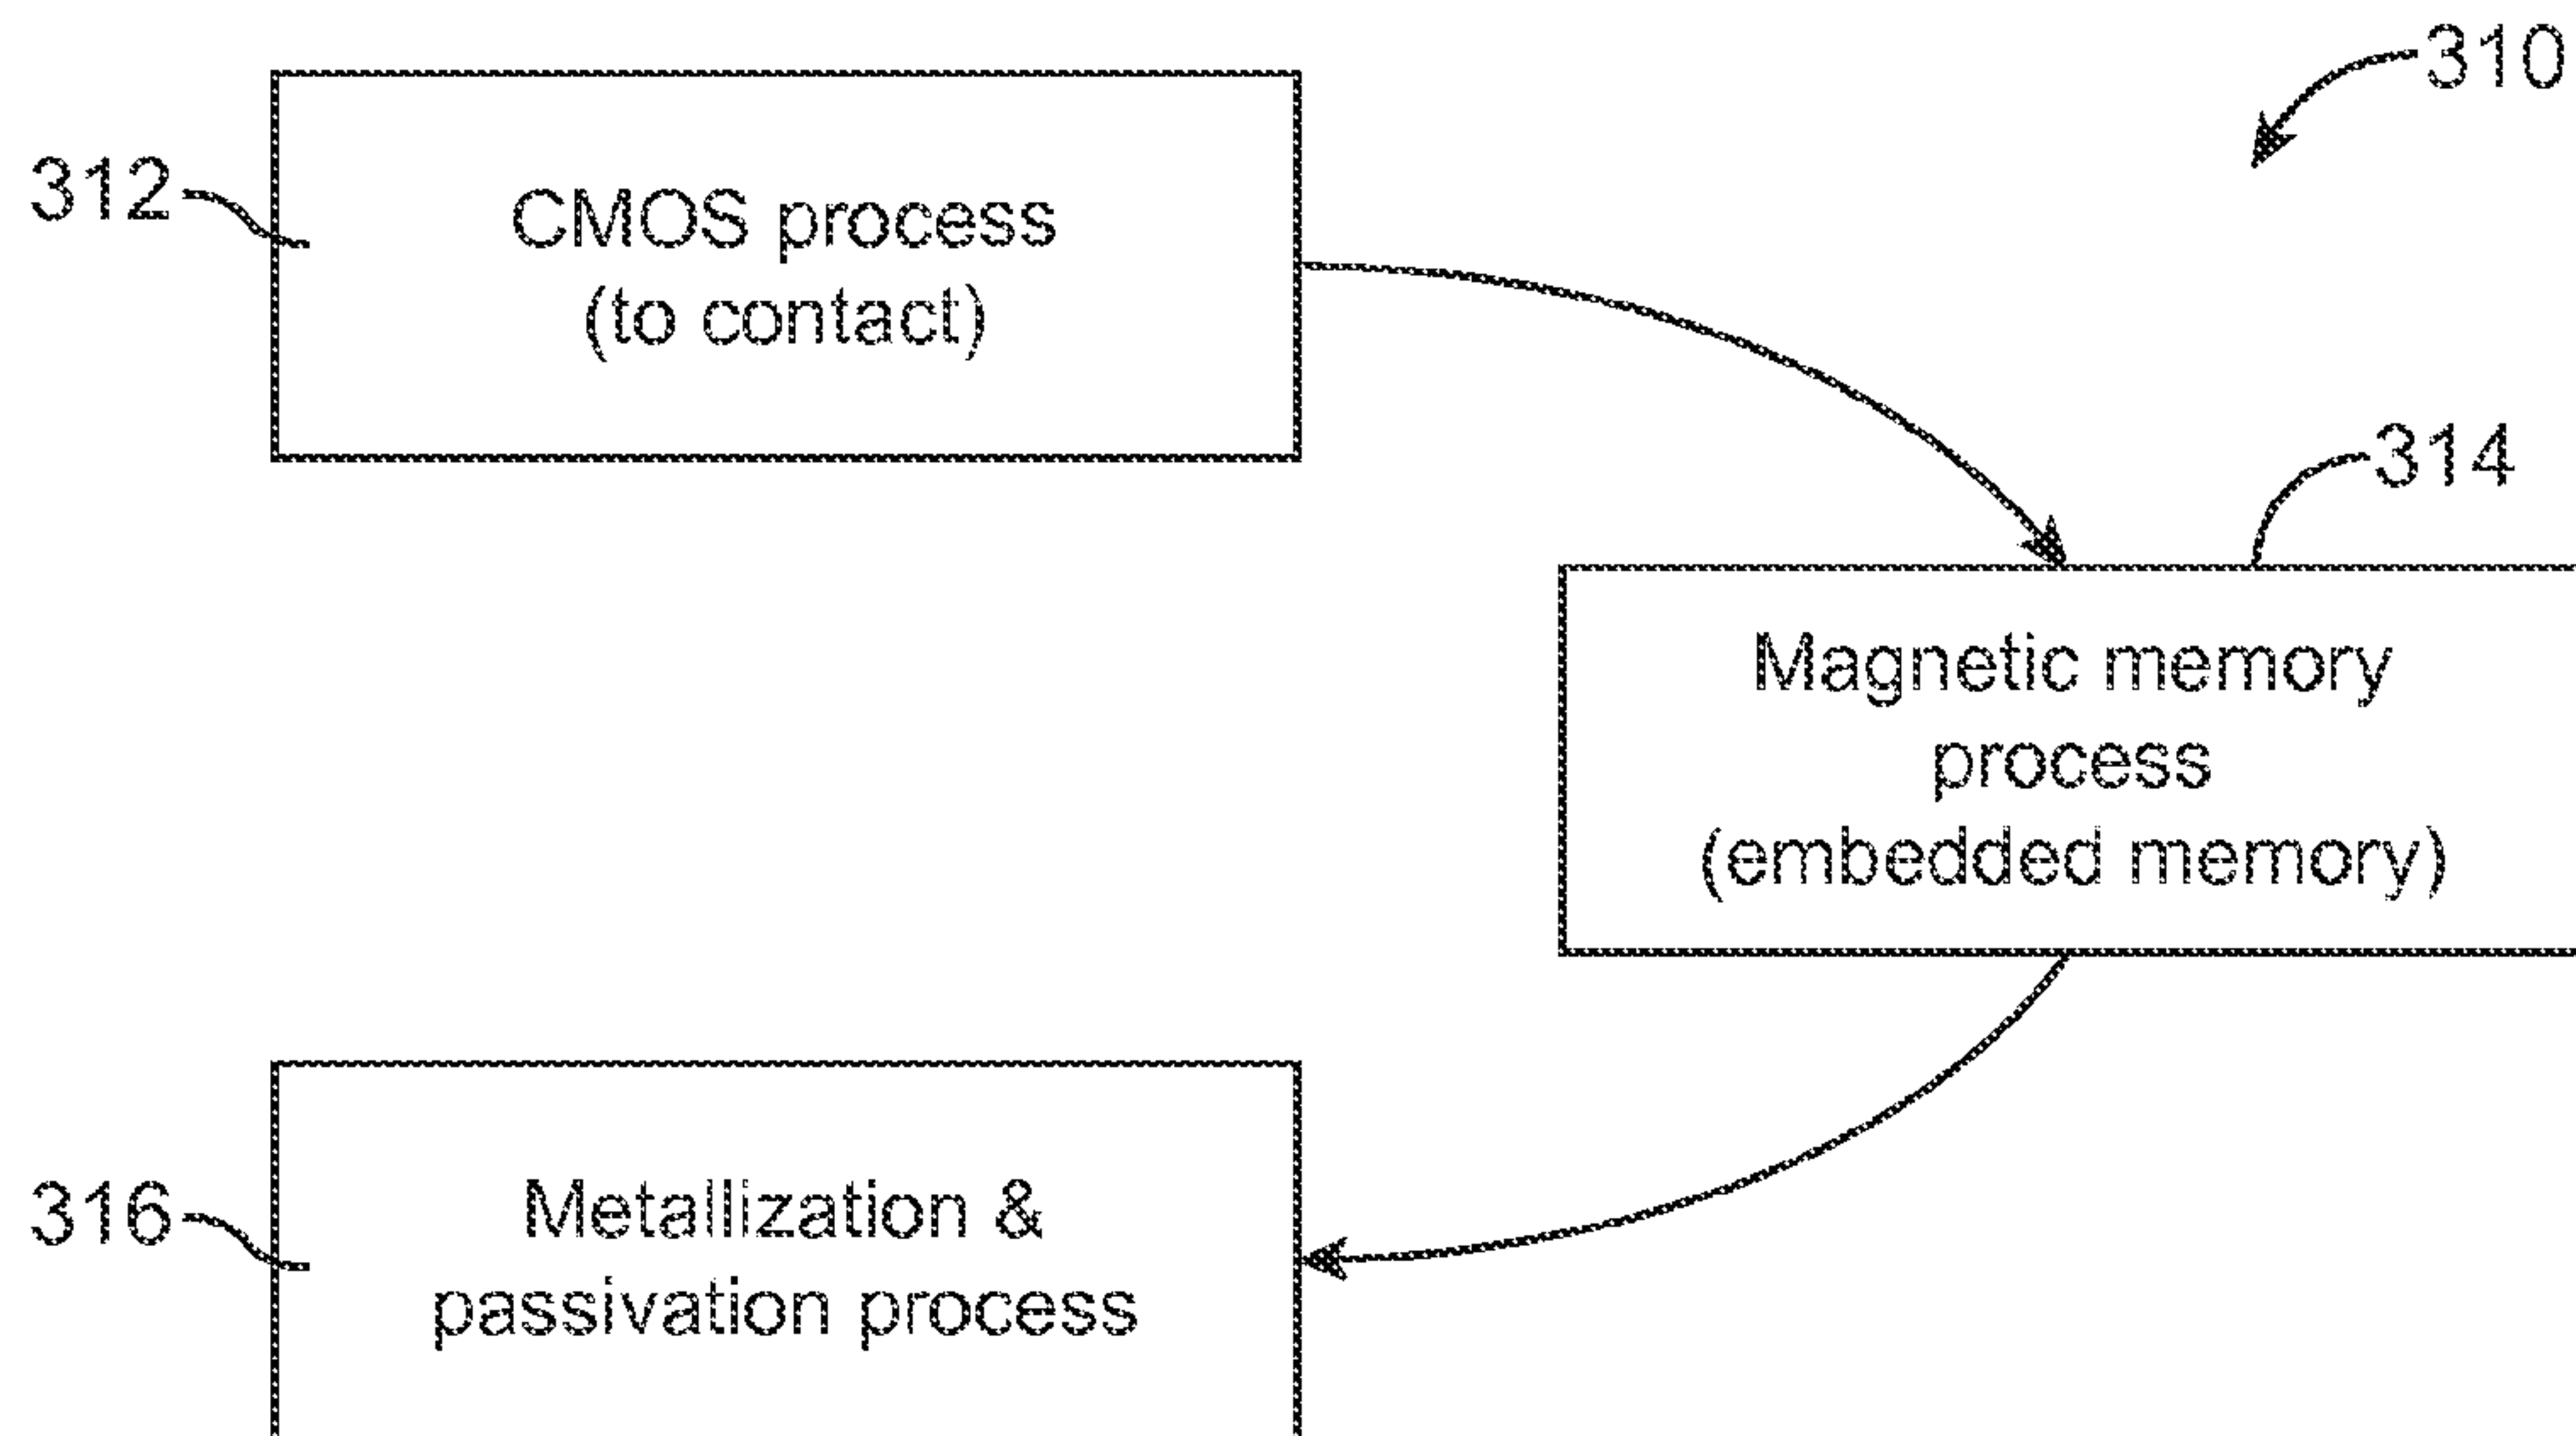 310
312
CMOS process
(to contact)
314
Magnetic memory
process
(embedded memory)
316
Metallization &
passivation process